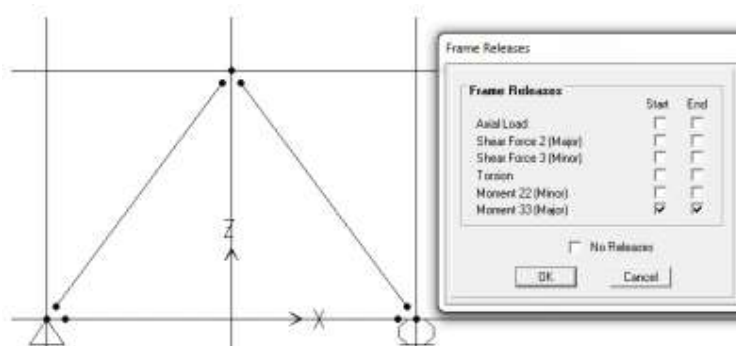 Frame Releases
Frame Releases
Start End
Axial Load
Shear Force 2 (Major)
Shear Force 3 (Minor)
Torsion
Moment 22 (Minor)
Moment 33 (Major)
No Releases
OK Cancel
Z
X